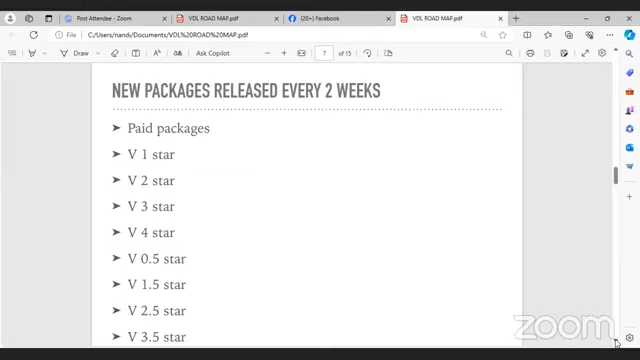 Post Attendee - Zoom
VDL ROAD MAP.pdf
(20+) Facebook
VDL ROAD MAP.pdf
File
C:/Users/nandi/Documents/VDL%20ROAD%20MAP.pdf
Draw
Ask Copilot
7
of 15
NEW PACKAGES RELEASED EVERY 2 WEEKS
➤ Paid packages
➤ V 1 star
➤ V 2 star
➤ V 3 star
➤ V 4 star
➤ V 0.5 star
➤ V 1.5 star
➤ V 2.5 star
➤ V 3.5 star
zoom